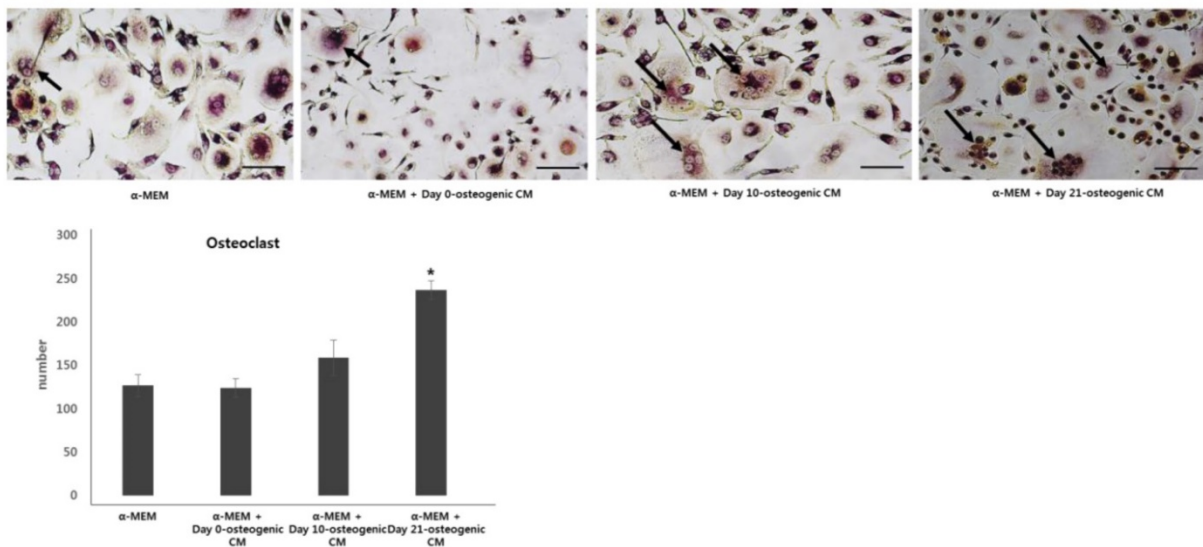 α-MEM
α-MEM + Day 0-osteogenic CM
α-MEM + Day 10-osteogenic CM
α-MEM + Day 21-osteogenic CM
Osteoclast
number
300
250
200
150
100
50
0
*
α-MEM
α-MEM +
Day 0-osteogenic
CM
α-MEM +
Day 10-osteogenic
CM
α-MEM +
Day 21-osteogenic
CM